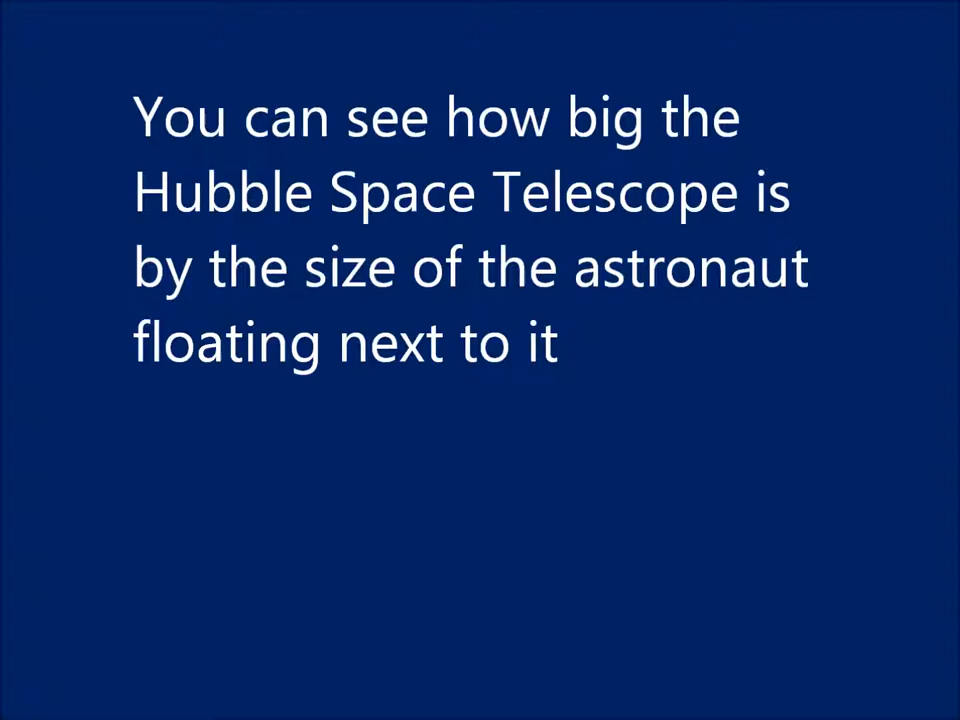 You can see how big the
Hubble Space Telescope is
by the size of the astronaut
floating next to it